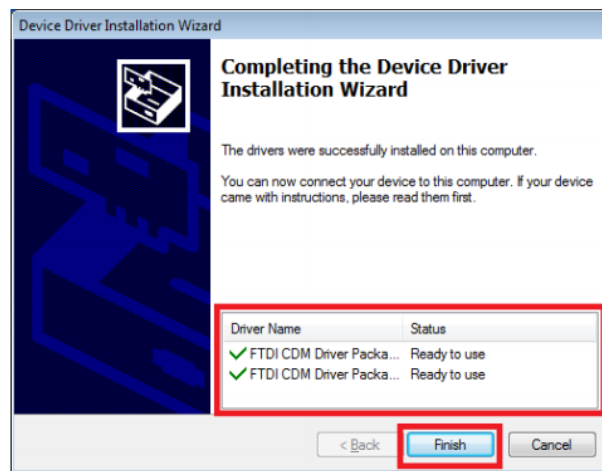 Device Driver Installation Wizard
Completing the Device Driver
Installation Wizard
The drivers were successfully installed on this computer.
You can now connect your device to this computer. If your device
came with instructions, please read them first.
Driver Name Status
FTDI CDM Driver Packa... Ready to use
FTDI CDM Driver Packa... Ready to use
< Back Finish Cancel